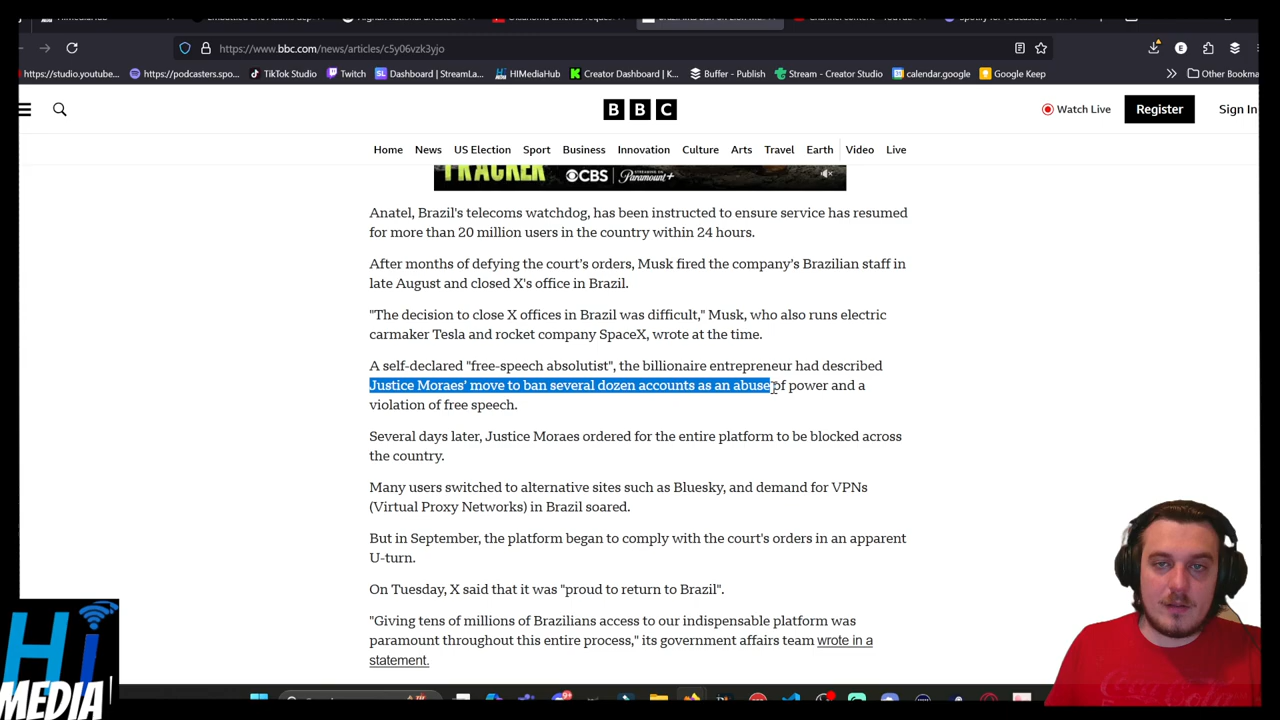 https://www.bbc.com/news/articles/c5y06vzk3yjo
https://studio.youtube... https://podcasters.spo... TikTok Studio Twitch Dashboard | StreamLa... HIMediaHub Creator Dashboard | K... Buffer - Publish Stream - Creator Studio calendar.google Google Keep Other Bookma
BBC
Watch Live Register Sign In
Home News US Election Sport Business Innovation Culture Arts Travel Earth Video Live
TRACKER CBS Paramount+
Anatel, Brazil's telecoms watchdog, has been instructed to ensure service has resumed
for more than 20 million users in the country within 24 hours.
After months of defying the court's orders, Musk fired the company's Brazilian staff in
late August and closed X's office in Brazil.
"The decision to close X offices in Brazil was difficult," Musk, who also runs electric
carmaker Tesla and rocket company SpaceX, wrote at the time.
A self-declared "free-speech absolutist", the billionaire entrepreneur had described
Justice Moraes' move to ban several dozen accounts as an abuse of power and a
violation of free speech.
Several days later, Justice Moraes ordered for the entire platform to be blocked across
the country.
Many users switched to alternative sites such as Bluesky, and demand for VPNs
(Virtual Proxy Networks) in Brazil soared.
But in September, the platform began to comply with the court's orders in an apparent
U-turn.
On Tuesday, X said that it was "proud to return to Brazil".
"Giving tens of millions of Brazilians access to our indispensable platform was
paramount throughout this entire process," its government affairs team wrote in a
statement.
Hi
MEDIA